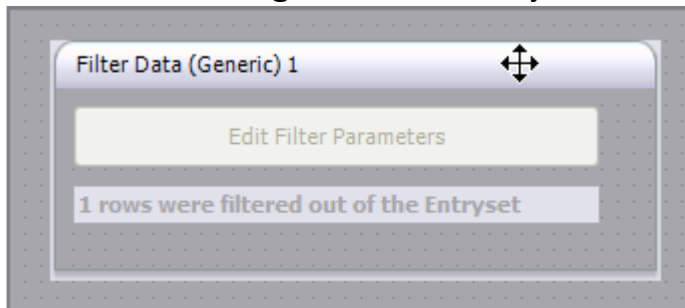 Filter Data (Generic) 1
Edit Filter Parameters
1 rows were filtered out of the Entryset